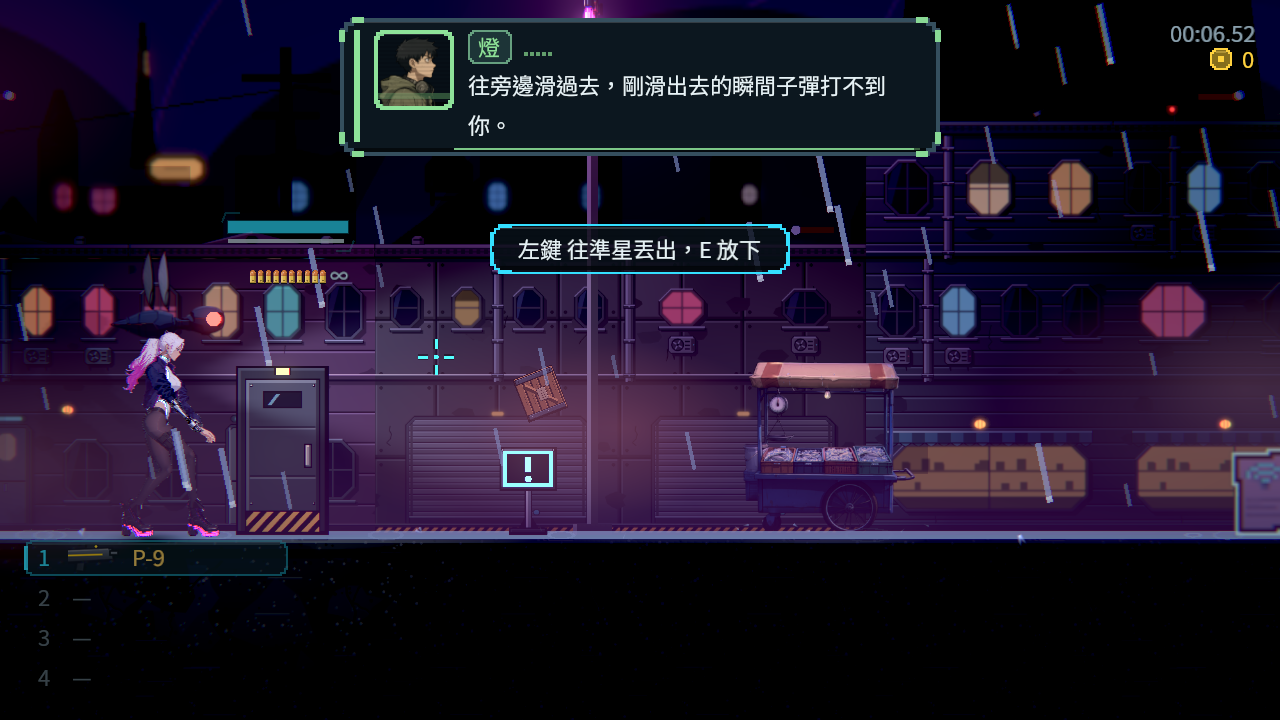 00:06.52
0
燈 .....
往旁邊滑過去，剛滑出去的瞬間子彈打不到
你。
左鍵 往準星丟出，E 放下
∞
!
1 P-9
2 —
3 —
4 —